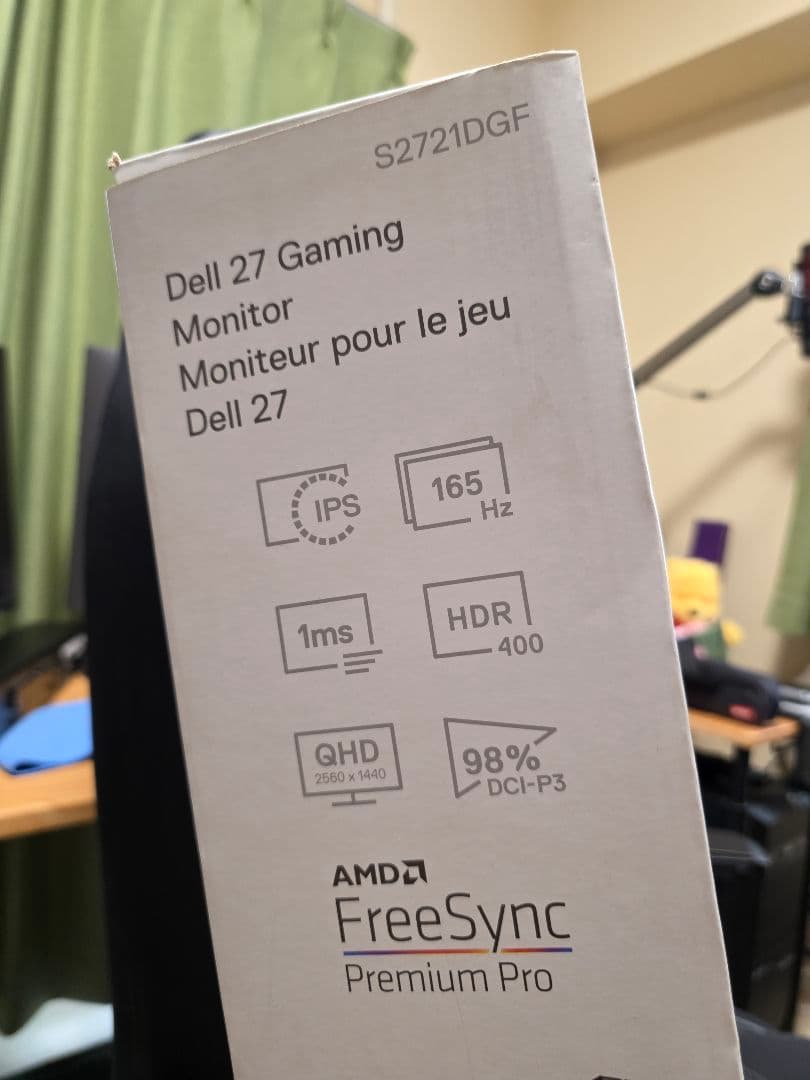 S2721DGF
Dell 27 Gaming
Monitor
Moniteur pour le jeu
Dell 27
IPS
165
Hz
1ms
HDR
400
QHD
2560 x 1440
98%
DCI-P3
AMD
FreeSync
Premium Pro